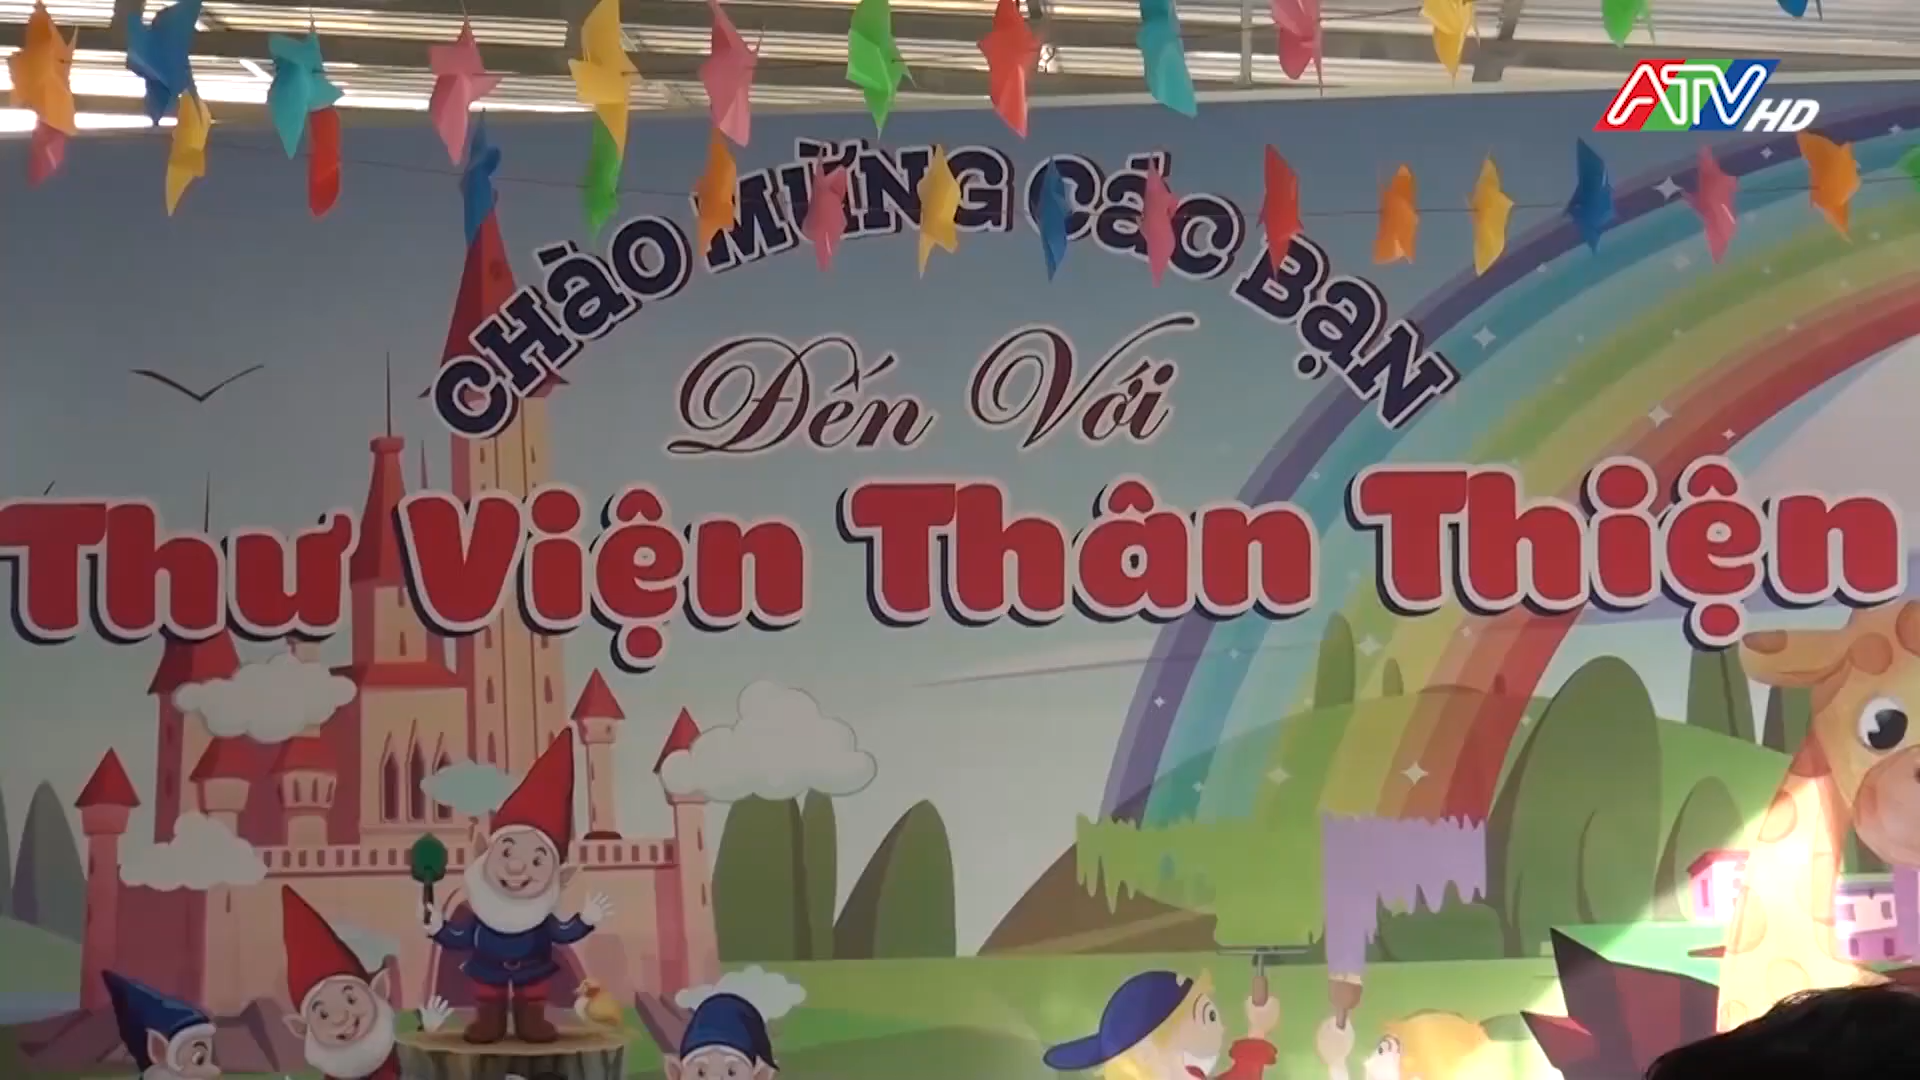 ATV HD
CHÀO MỪNG CÁC BẠN
Đến Với
Thư Viện Thân Thiện